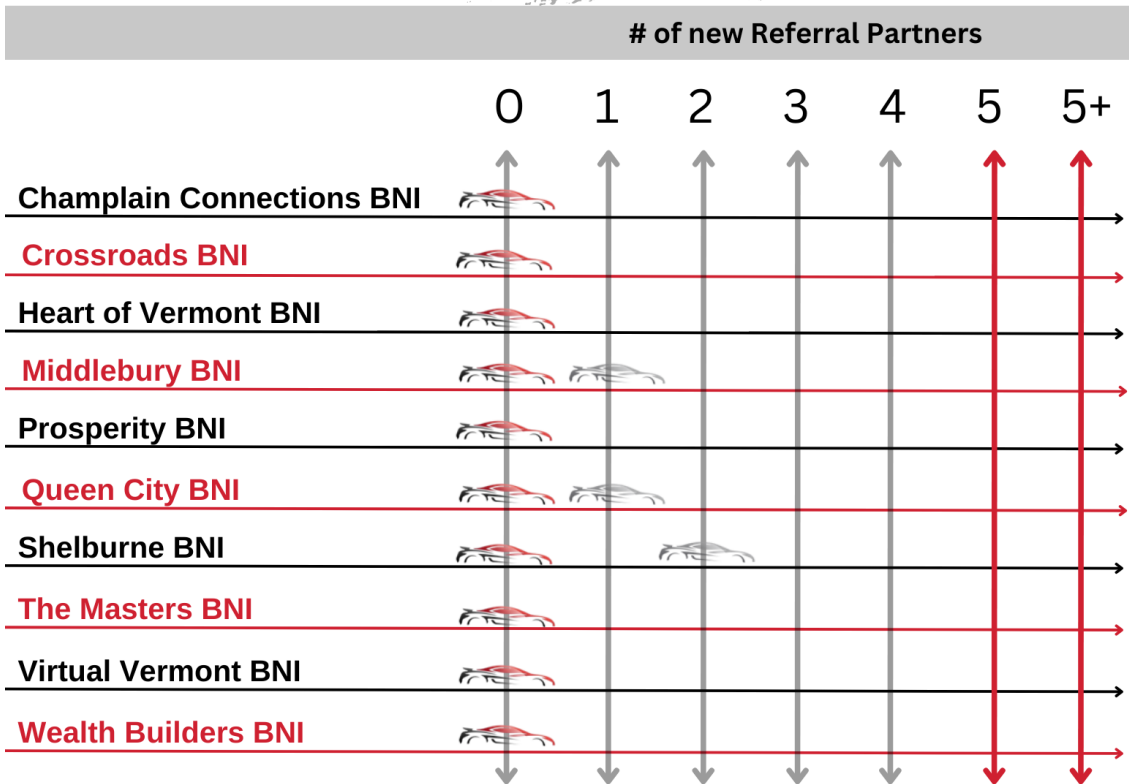 # of new Referral Partners
0 1 2 3 4 5 5+
Champlain Connections BNI
Crossroads BNI
Heart of Vermont BNI
Middlebury BNI
Prosperity BNI
Queen City BNI
Shelburne BNI
The Masters BNI
Virtual Vermont BNI
Wealth Builders BNI